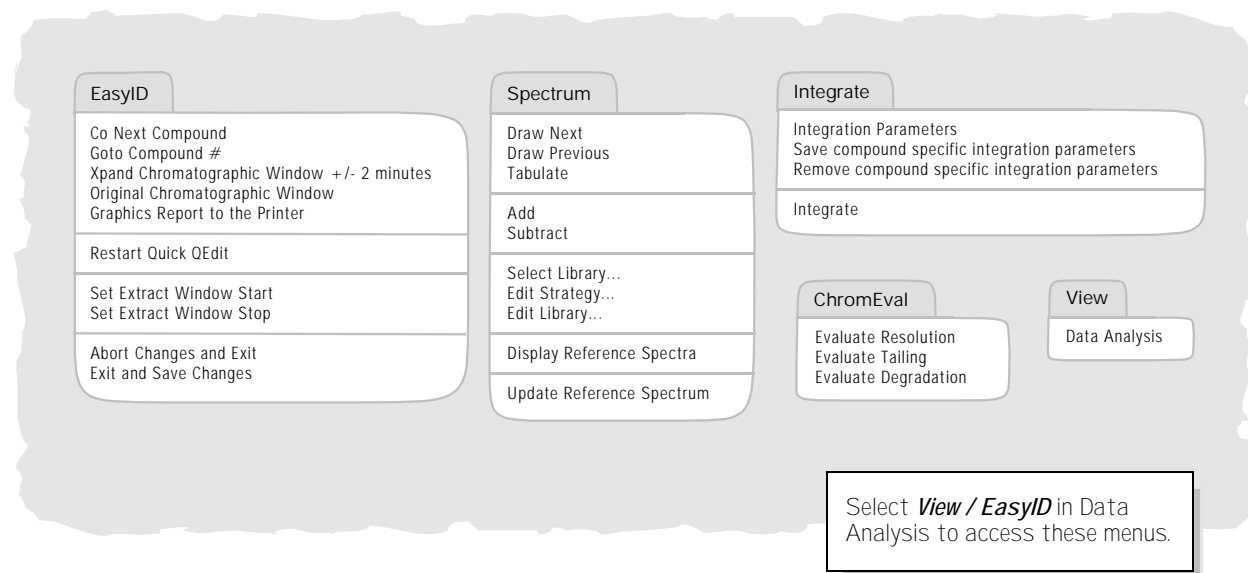 EasyID
Co Next Compound
Goto Compound #
Xpand Chromatographic Window +/- 2 minutes
Original Chromatographic Window
Graphics Report to the Printer
Restart Quick QEdit
Set Extract Window Start
Set Extract Window Stop
Abort Changes and Exit
Exit and Save Changes
Spectrum
Draw Next
Draw Previous
Tabulate
Add
Subtract
Select Library...
Edit Strategy...
Edit Library...
Display Reference Spectra
Update Reference Spectrum
Integrate
Integration Parameters
Save compound specific integration parameters
Remove compound specific integration parameters
Integrate
ChromEval
Evaluate Resolution
Evaluate Tailing
Evaluate Degradation
View
Data Analysis
Select View / EasyID in Data
Analysis to access these menus.